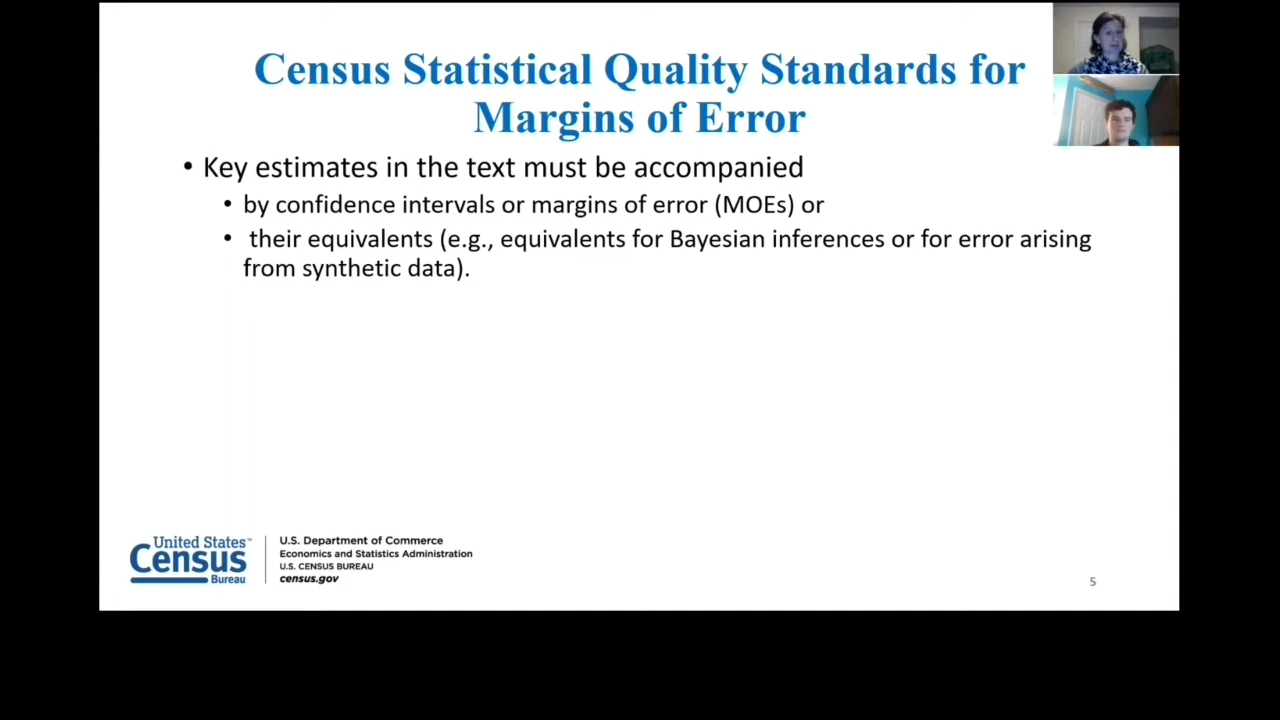 Census Statistical Quality Standards for
Margins of Error
• Key estimates in the text must be accompanied
• by confidence intervals or margins of error (MOEs) or
• their equivalents (e.g., equivalents for Bayesian inferences or for error arising
from synthetic data).
United States™
Census
Bureau
U.S. Department of Commerce
Economics and Statistics Administration
U.S. CENSUS BUREAU
census.gov
5